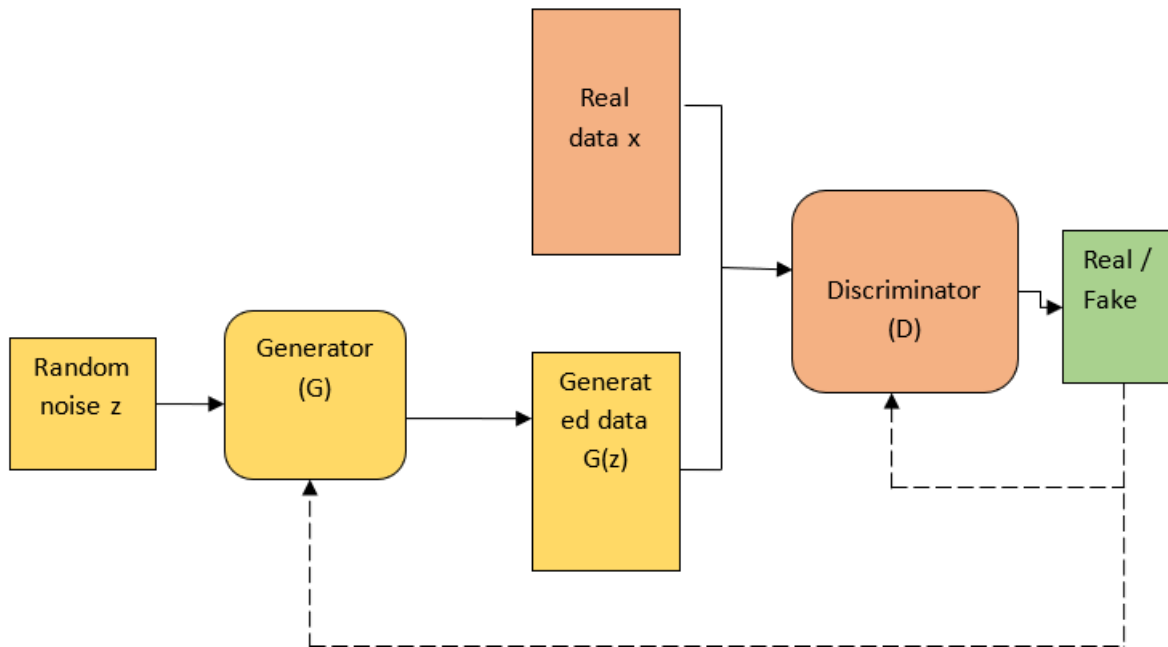 Real
data x
Discriminator
(D)
Real /
Fake
Generator
(G)
Random
noise z
Generat
ed data
G(z)